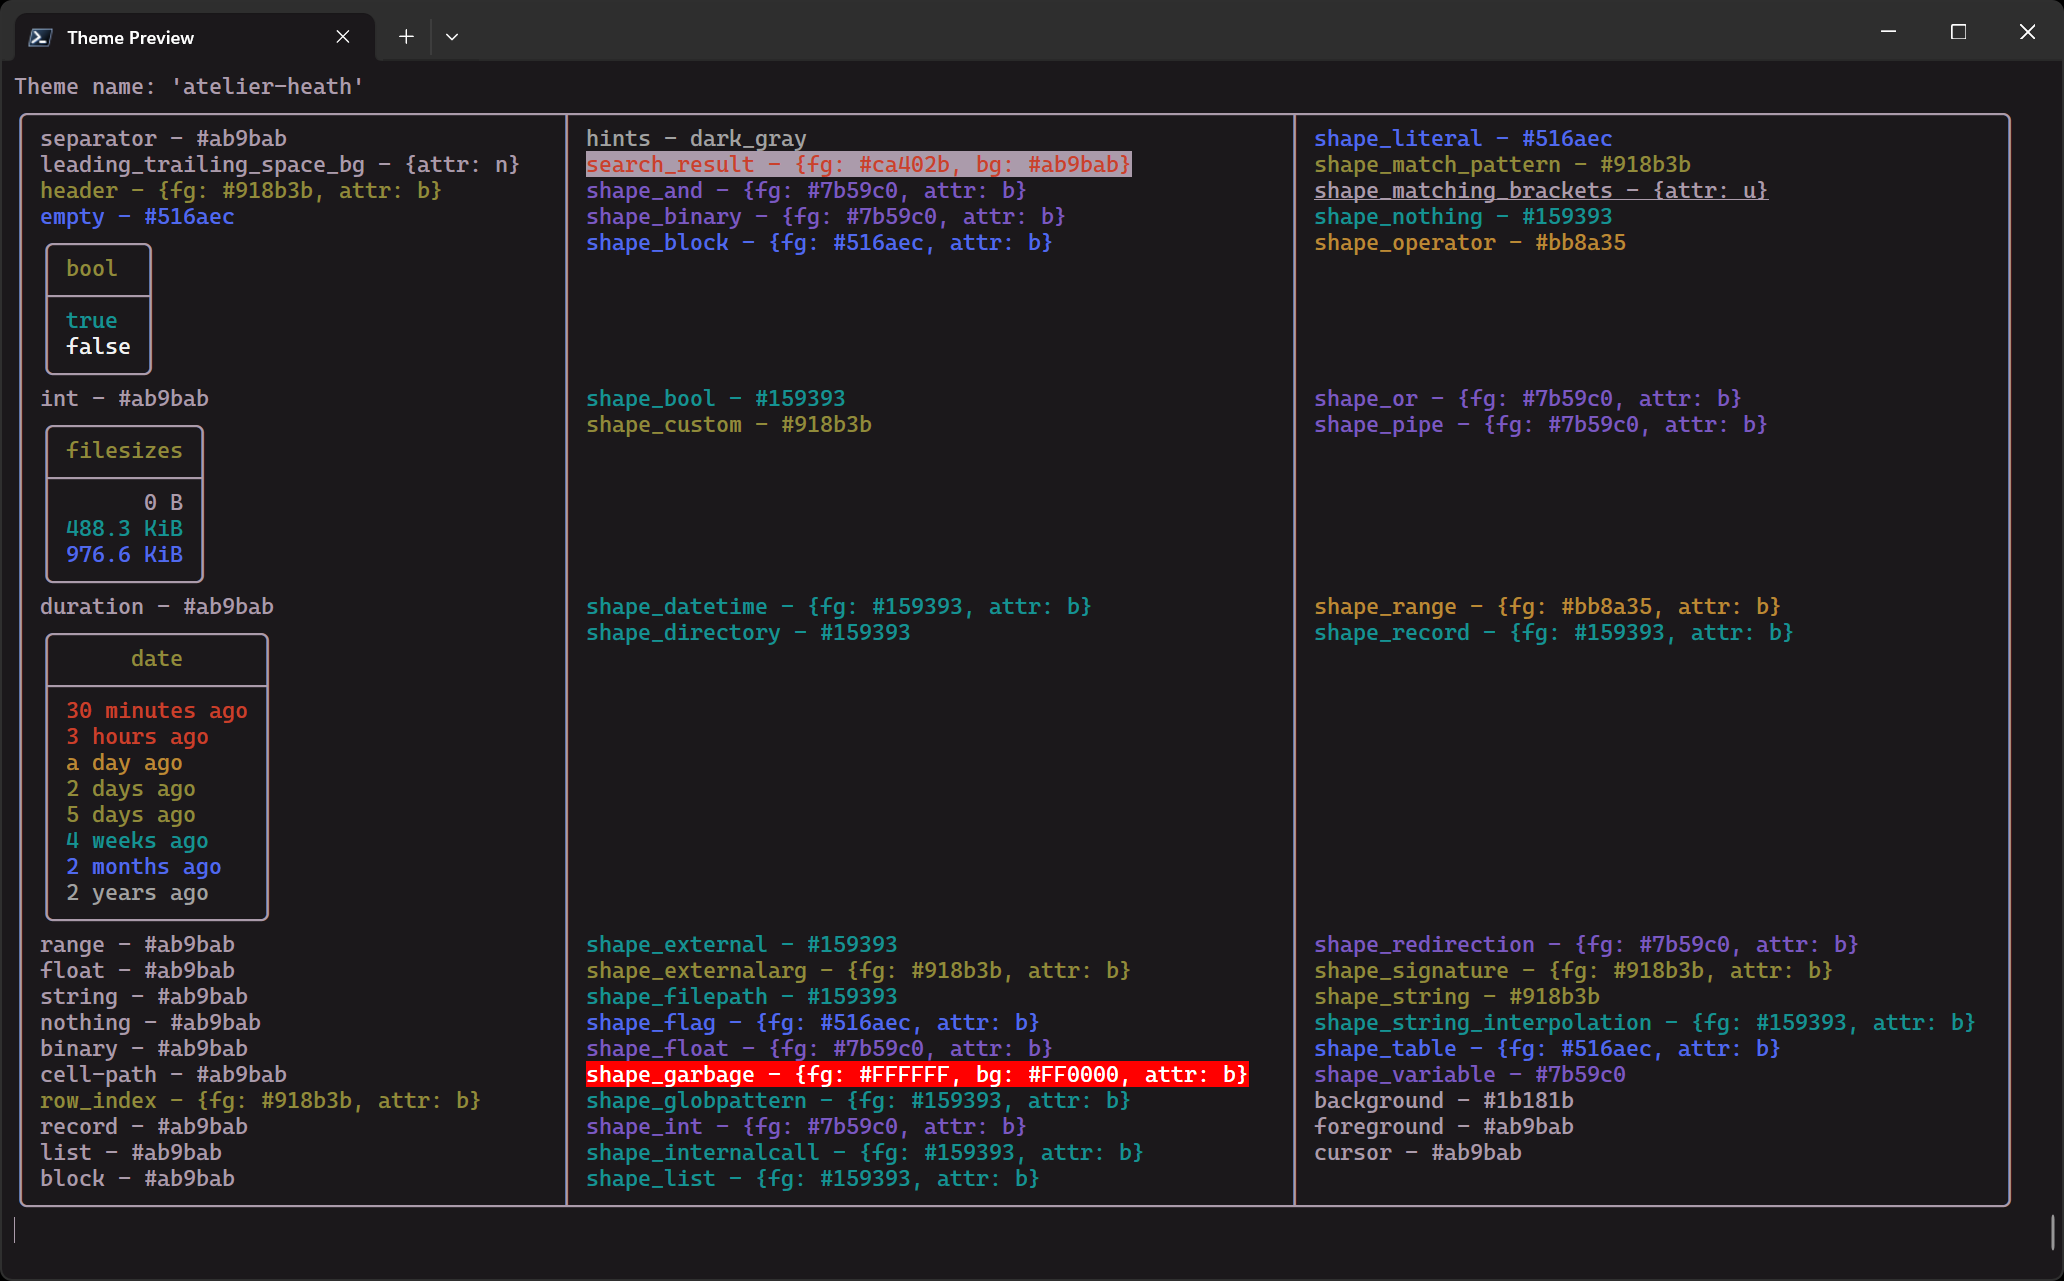 Theme Preview
Theme name: 'atelier-heath'
separator - #ab9bab
leading_trailing_space_bg - {attr: n}
header - {fg: #918b3b, attr: b}
empty - #516aec
bool
true
false
int - #ab9bab
filesizes
0 B
488.3 KiB
976.6 KiB
duration - #ab9bab
date
30 minutes ago
3 hours ago
a day ago
2 days ago
5 days ago
4 weeks ago
2 months ago
2 years ago
range - #ab9bab
float - #ab9bab
string - #ab9bab
nothing - #ab9bab
binary - #ab9bab
cell-path - #ab9bab
row_index - {fg: #918b3b, attr: b}
record - #ab9bab
list - #ab9bab
block - #ab9bab
hints - dark_gray
search_result - {fg: #ca402b, bg: #ab9bab}
shape_and - {fg: #7b59c0, attr: b}
shape_binary - {fg: #7b59c0, attr: b}
shape_block - {fg: #516aec, attr: b}
shape_bool - #159393
shape_custom - #918b3b
shape_datetime - {fg: #159393, attr: b}
shape_directory - #159393
shape_external - #159393
shape_externalarg - {fg: #918b3b, attr: b}
shape_filepath - #159393
shape_flag - {fg: #516aec, attr: b}
shape_float - {fg: #7b59c0, attr: b}
shape_garbage - {fg: #FFFFFF, bg: #FF0000, attr: b}
shape_globpattern - {fg: #159393, attr: b}
shape_int - {fg: #7b59c0, attr: b}
shape_internalcall - {fg: #159393, attr: b}
shape_list - {fg: #159393, attr: b}
shape_literal - #516aec
shape_match_pattern - #918b3b
shape_matching_brackets - {attr: u}
shape_nothing - #159393
shape_operator - #bb8a35
shape_or - {fg: #7b59c0, attr: b}
shape_pipe - {fg: #7b59c0, attr: b}
shape_range - {fg: #bb8a35, attr: b}
shape_record - {fg: #159393, attr: b}
shape_redirection - {fg: #7b59c0, attr: b}
shape_signature - {fg: #918b3b, attr: b}
shape_string - #918b3b
shape_string_interpolation - {fg: #159393, attr: b}
shape_table - {fg: #516aec, attr: b}
shape_variable - #7b59c0
background - #1b181b
foreground - #ab9bab
cursor - #ab9bab